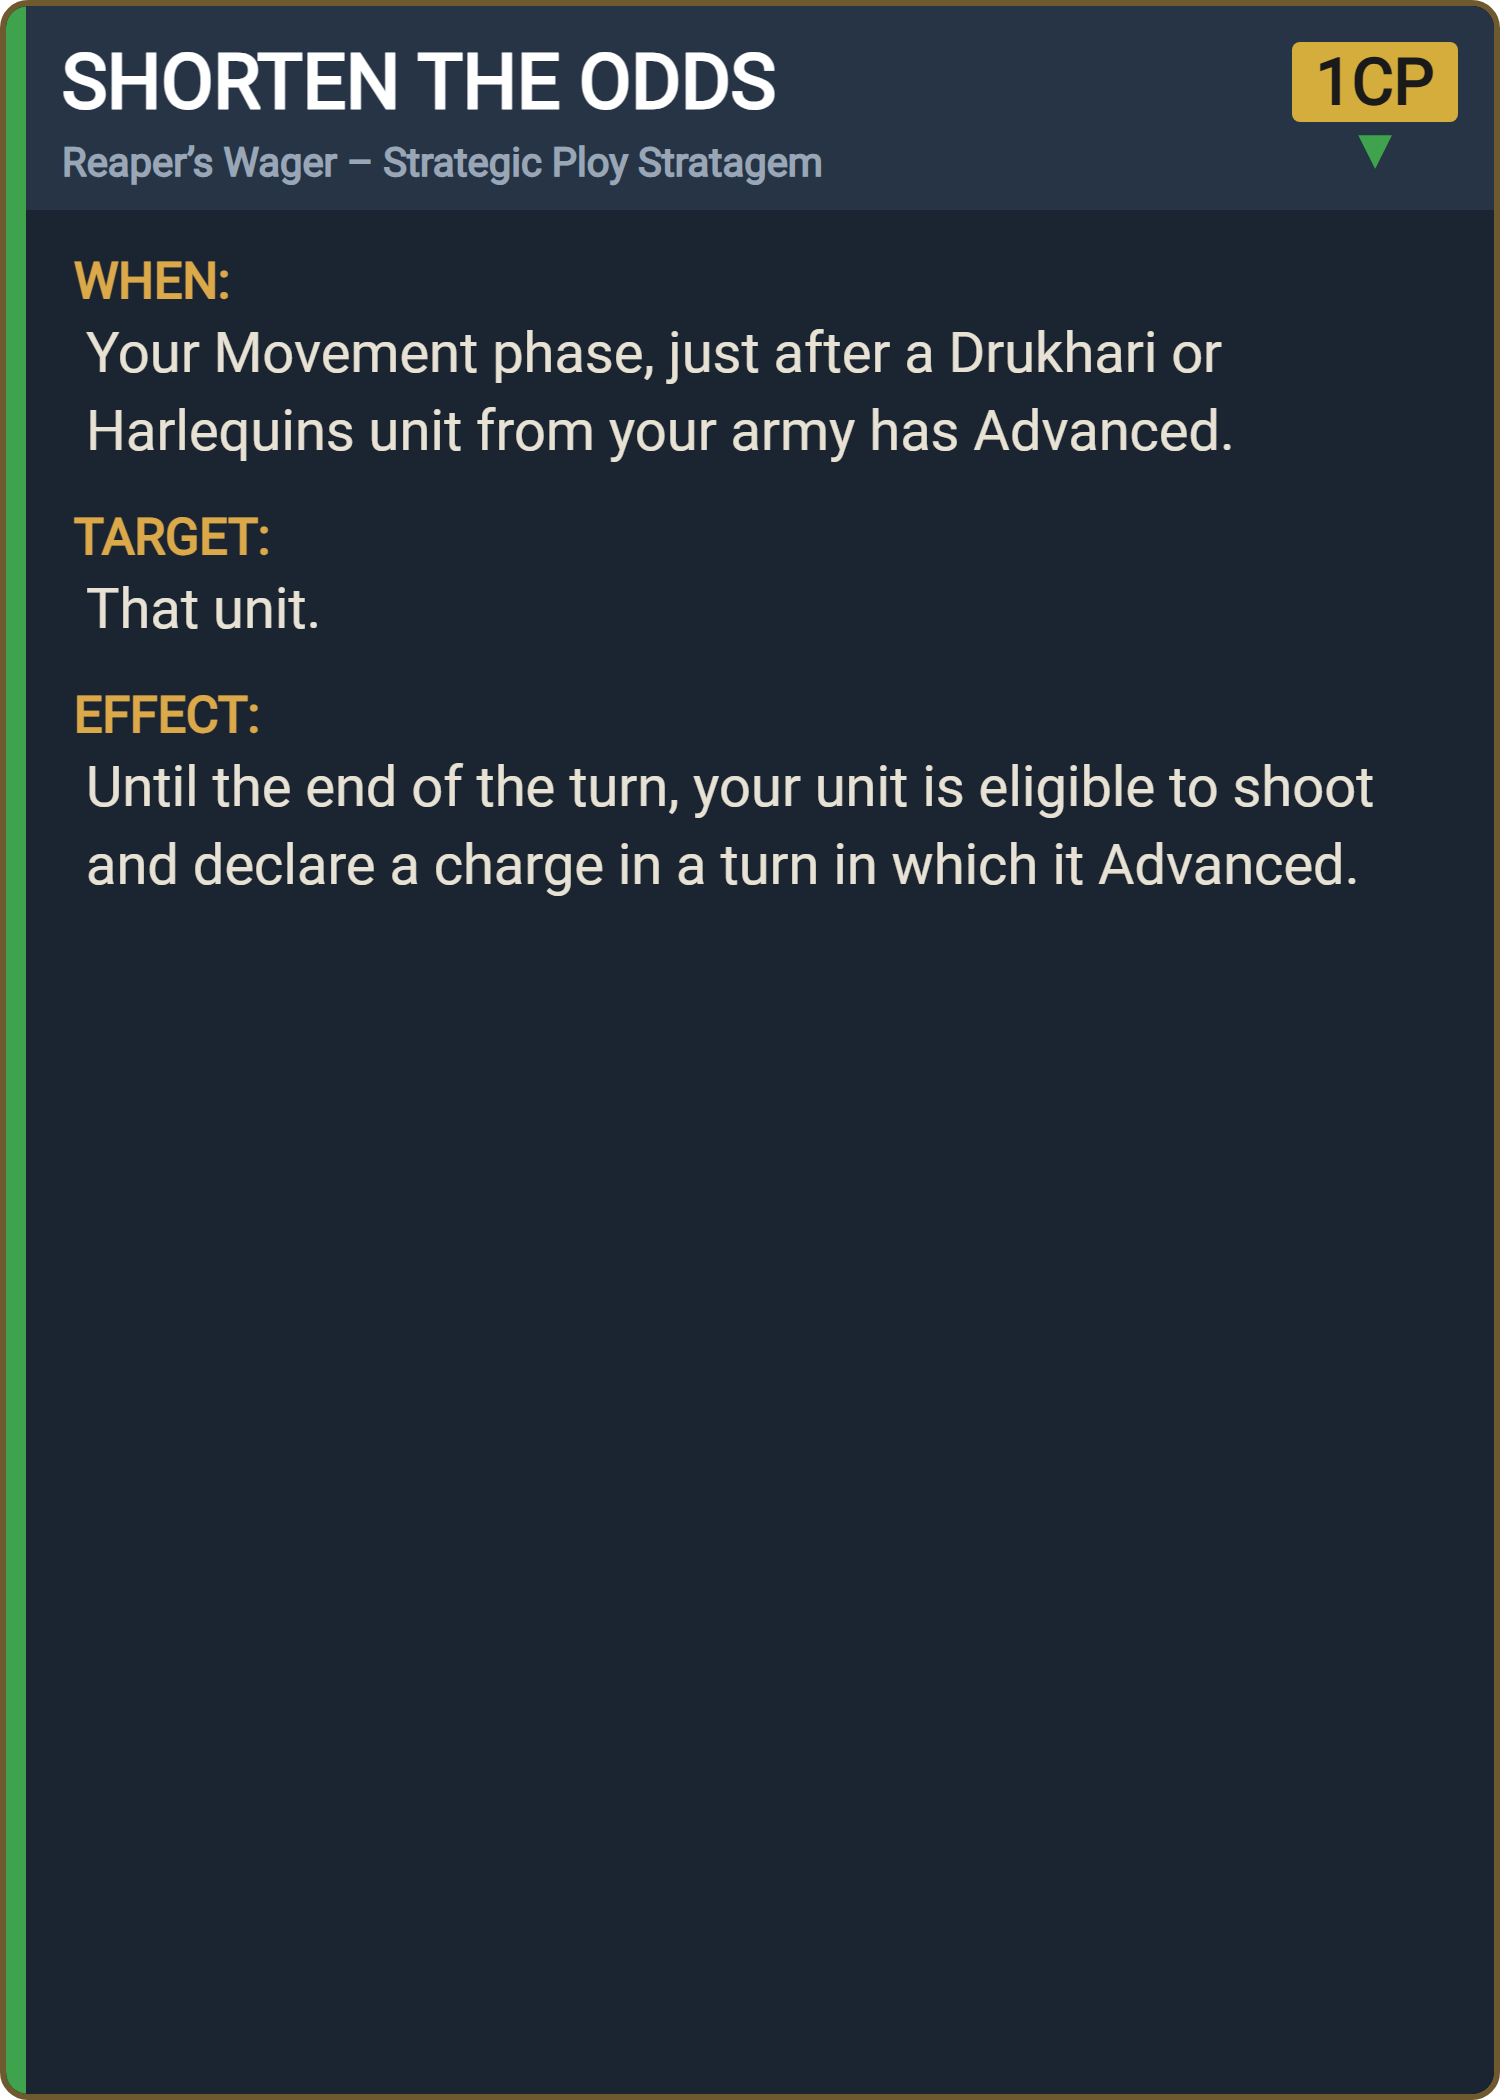 SHORTEN THE ODDS
1CP
Reaper’s Wager – Strategic Ploy Stratagem
WHEN:
Your Movement phase, just after a Drukhari or
Harlequins unit from your army has Advanced.
TARGET:
That unit.
EFFECT:
Until the end of the turn, your unit is eligible to shoot
and declare a charge in a turn in which it Advanced.